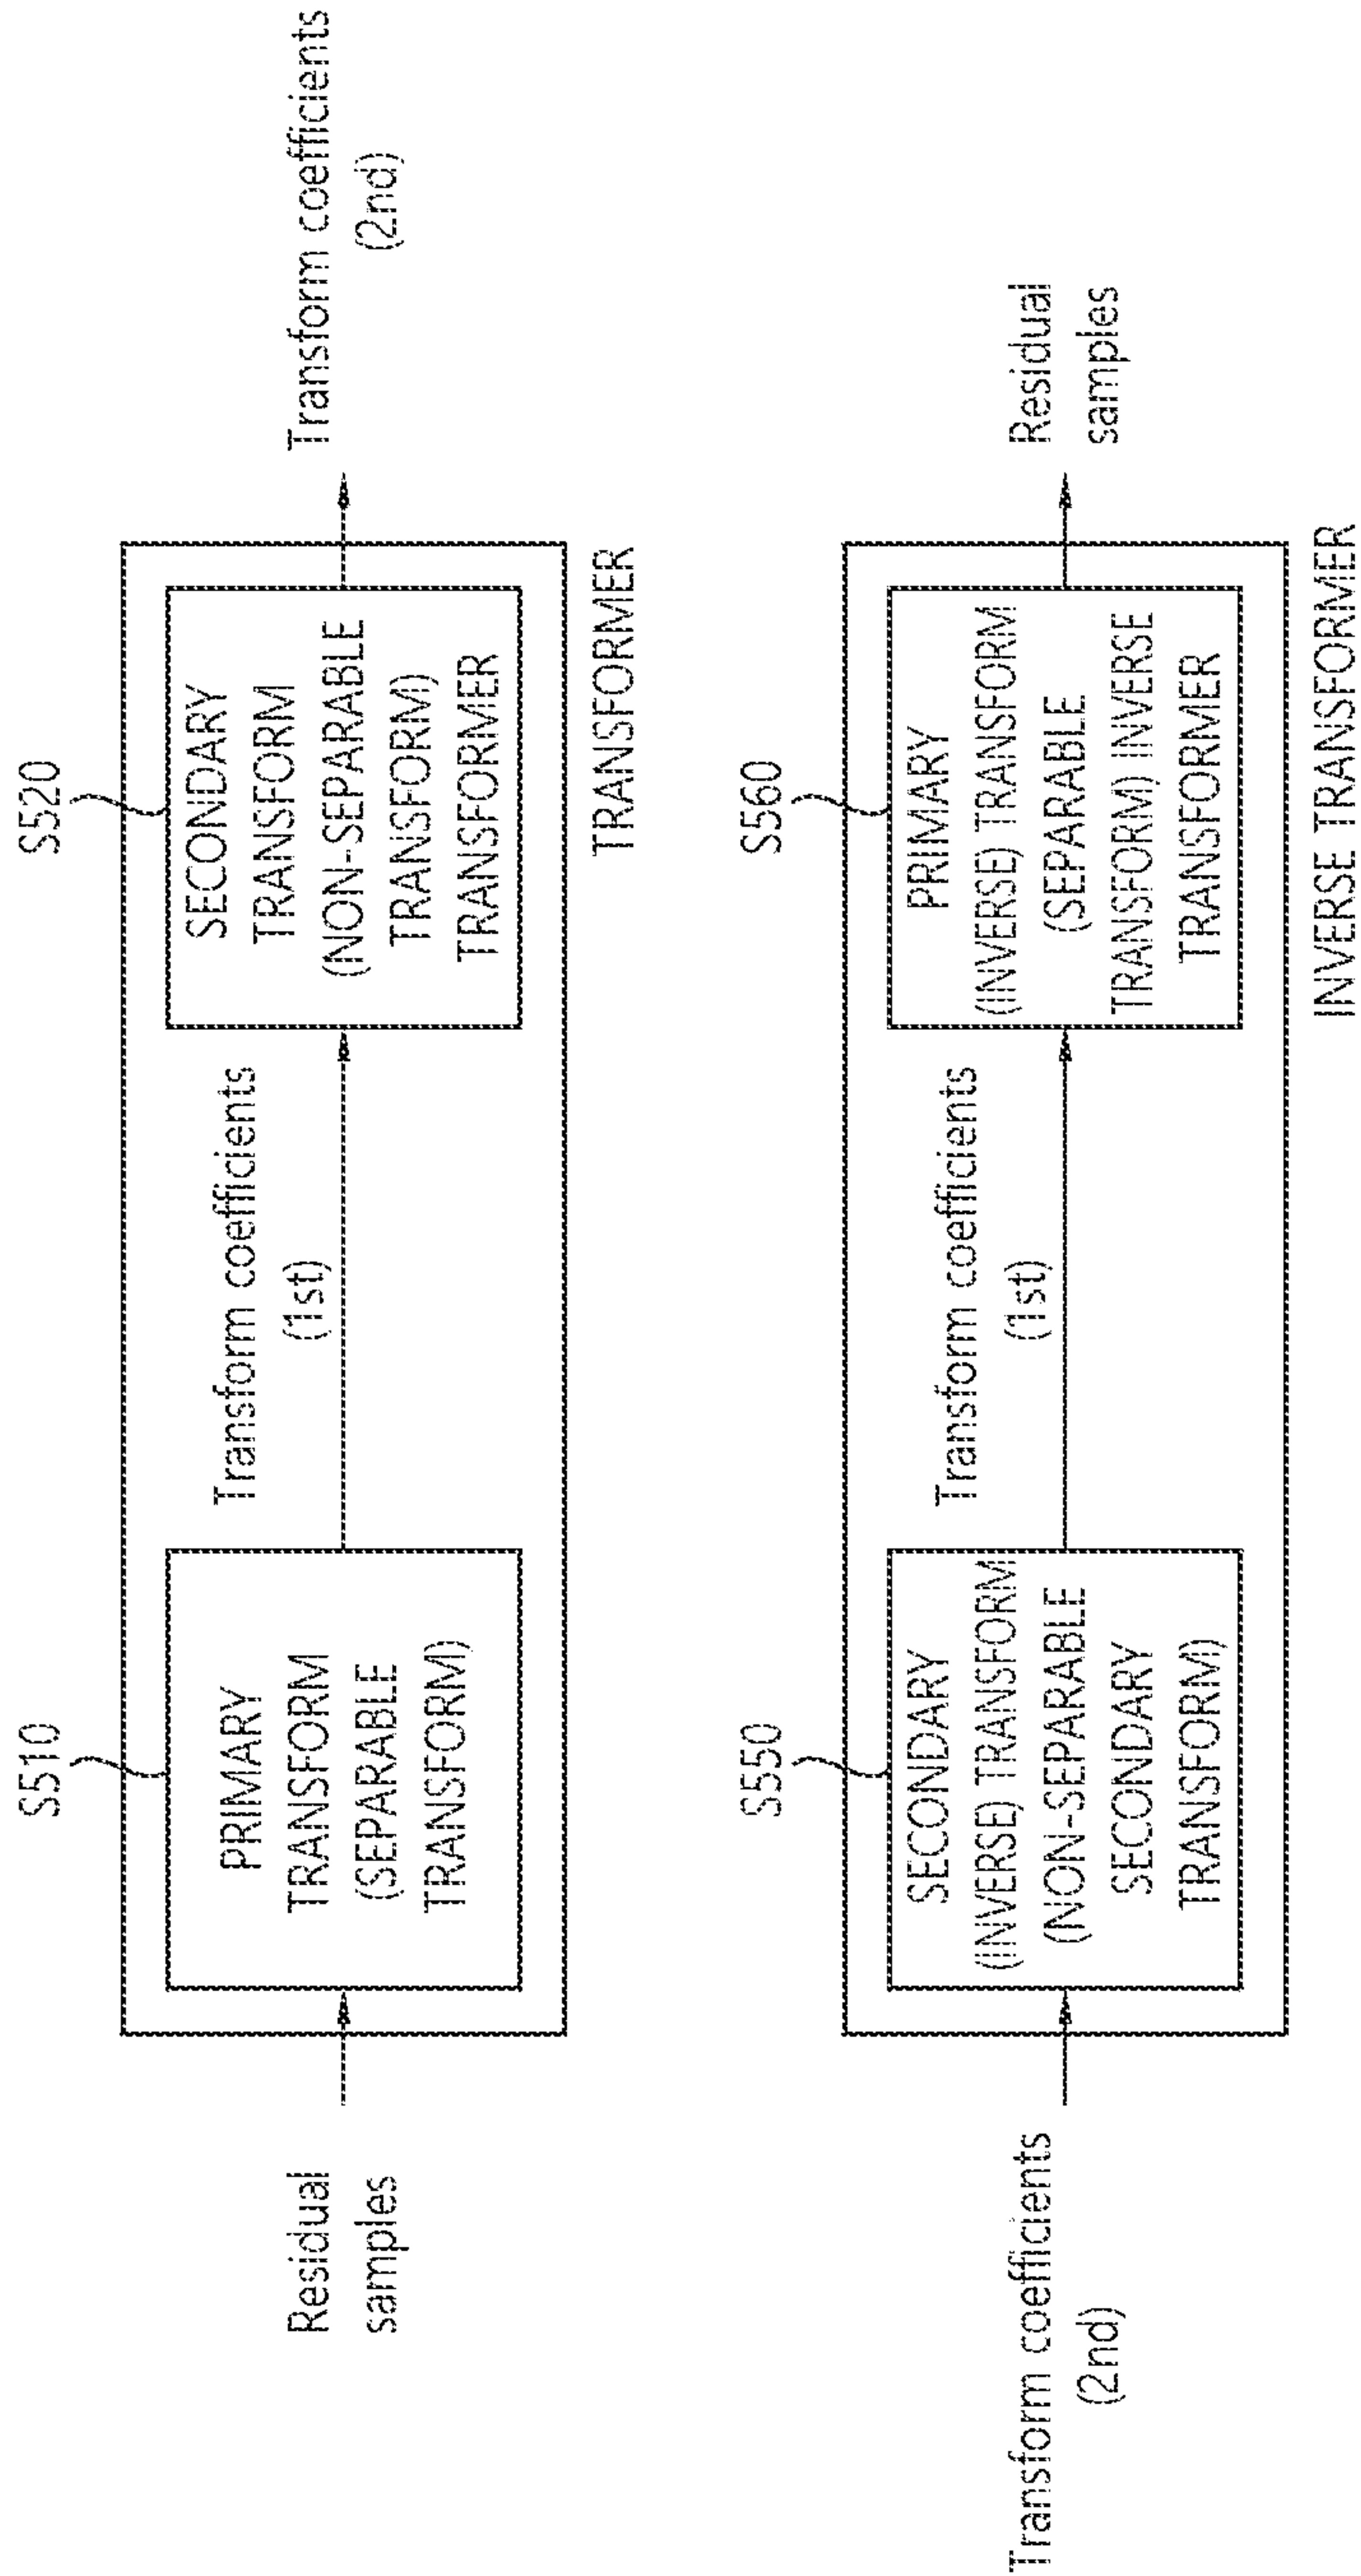 S510
S520
Residual
samples
PRIMARY
TRANSFORM
(SEPARABLE
TRANSFORM)
Transform coefficients
(1st)
SECONDARY
TRANSFORM
(NON-SEPARABLE
TRANSFORM)
TRANSFORMER
Transform coefficients
(2nd)
TRANSFORMER
S550
S560
Transform coefficients
(2nd)
SECONDARY
(INVERSE) TRANSFORM
(NON-SEPARABLE
SECONDARY
TRANSFORM)
Transform coefficients
(1st)
PRIMARY
(INVERSE) TRANSFORM
(SEPARABLE
TRANSFORM) INVERSE
TRANSFORMER
Residual
samples
INVERSE TRANSFORMER